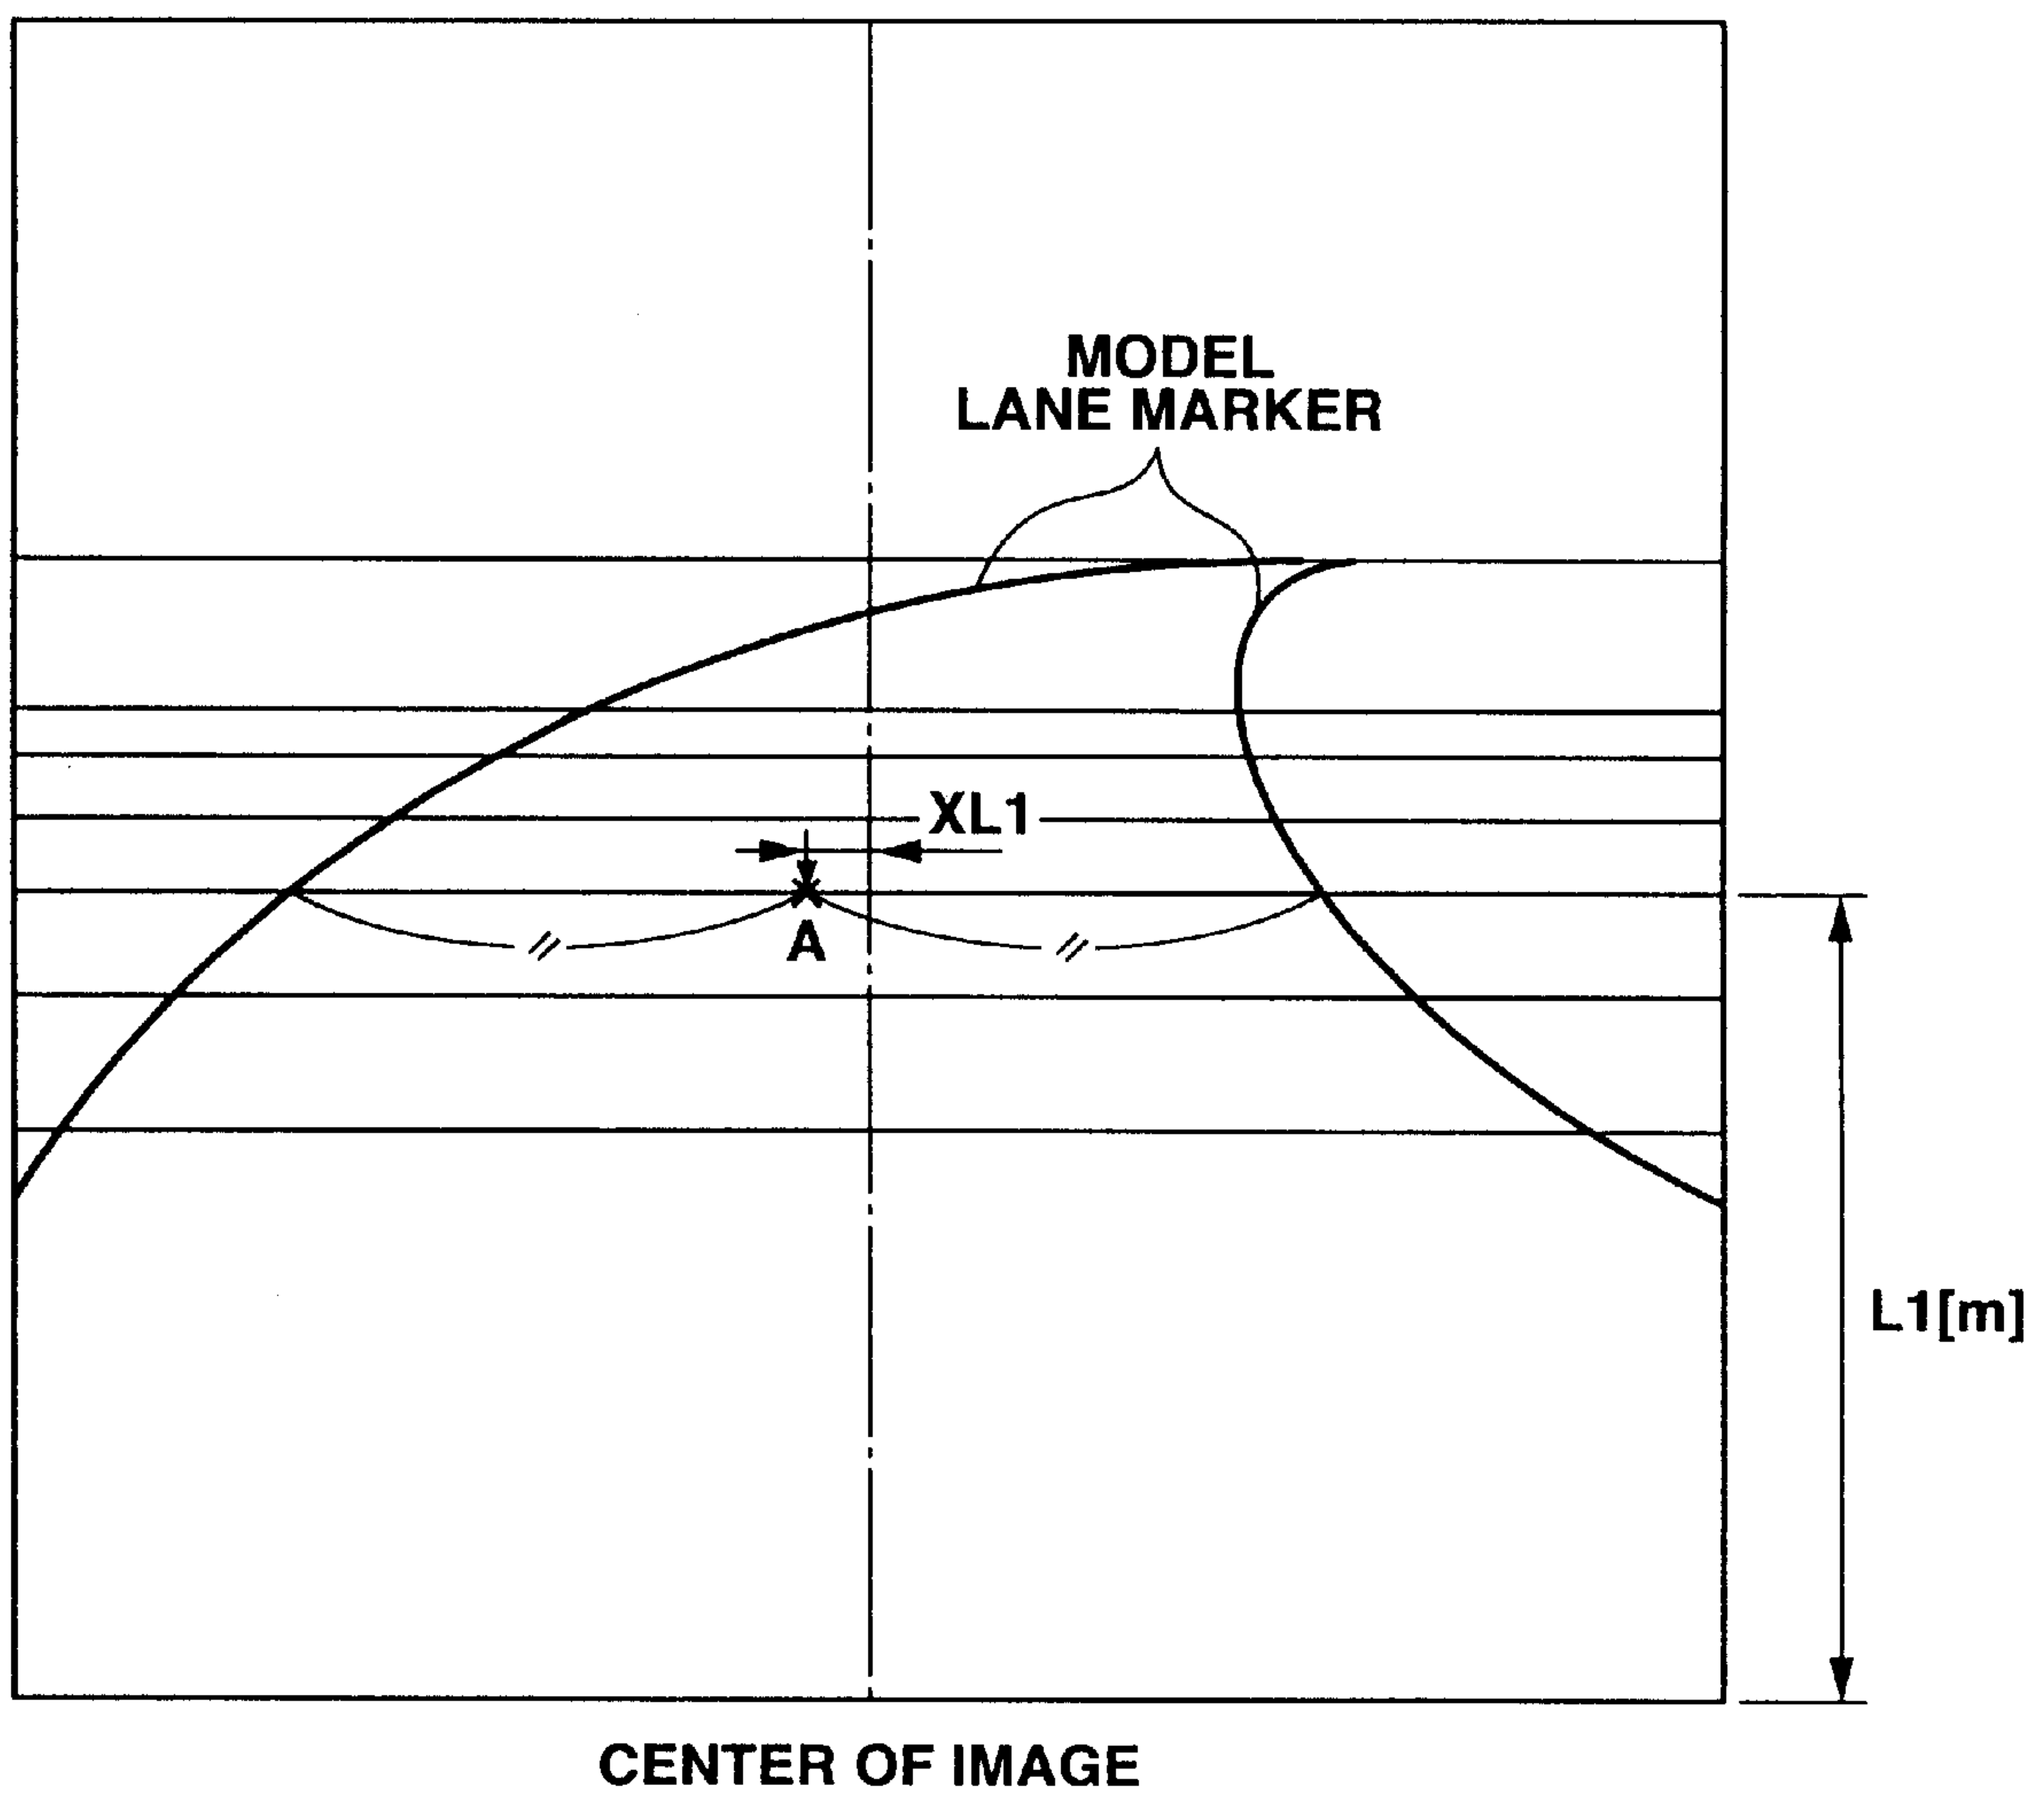 MODEL
LANE MARKER
XL1
A
L1[m]
CENTER OF IMAGE